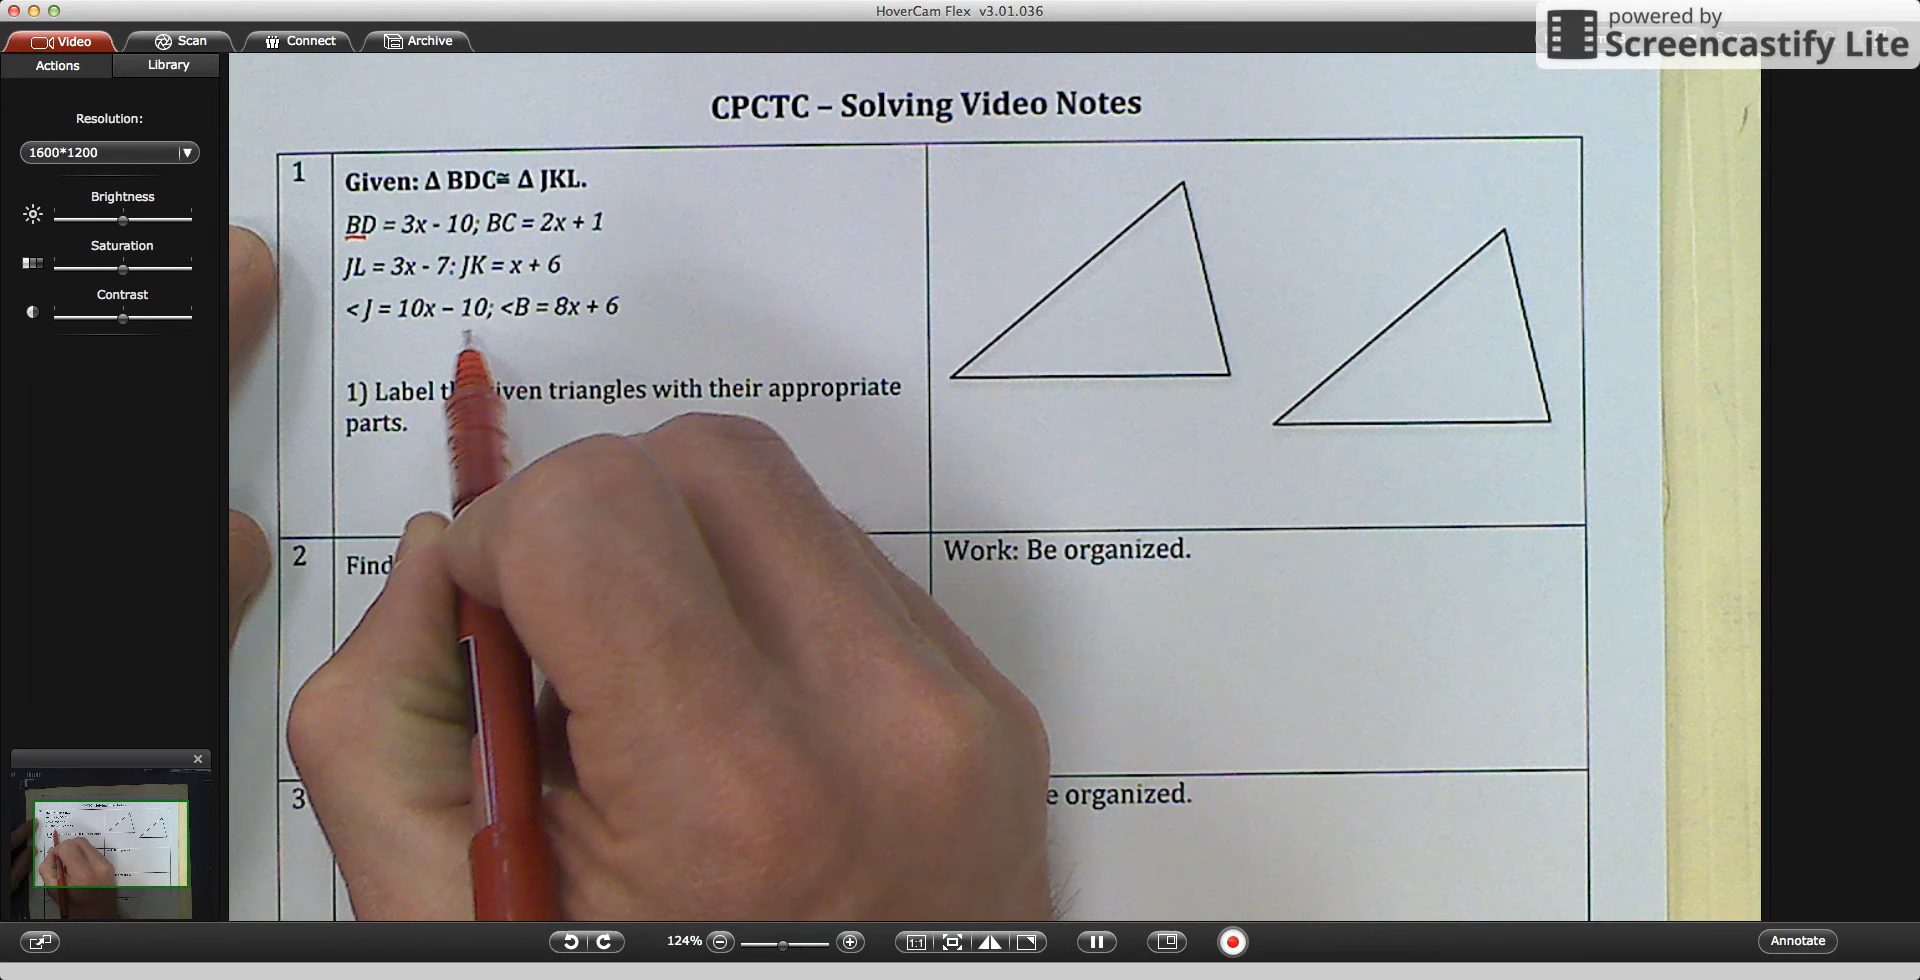 HoverCam Flex v3.01.036
powered by
Screencastify Lite
Video
Scan
Connect
Archive
Actions
Library
Resolution:
1600*1200
Brightness
Saturation
Contrast
CPCTC – Solving Video Notes
1
Given: Δ BDC≅ Δ JKL.
BD = 3x - 10; BC = 2x + 1
JL = 3x - 7: JK = x + 6
< J = 10x – 10; <B = 8x + 6
1) Label given triangles with their appropriate
parts.
2
Find
Work: Be organized.
3
organized.
124%
1:1
Annotate